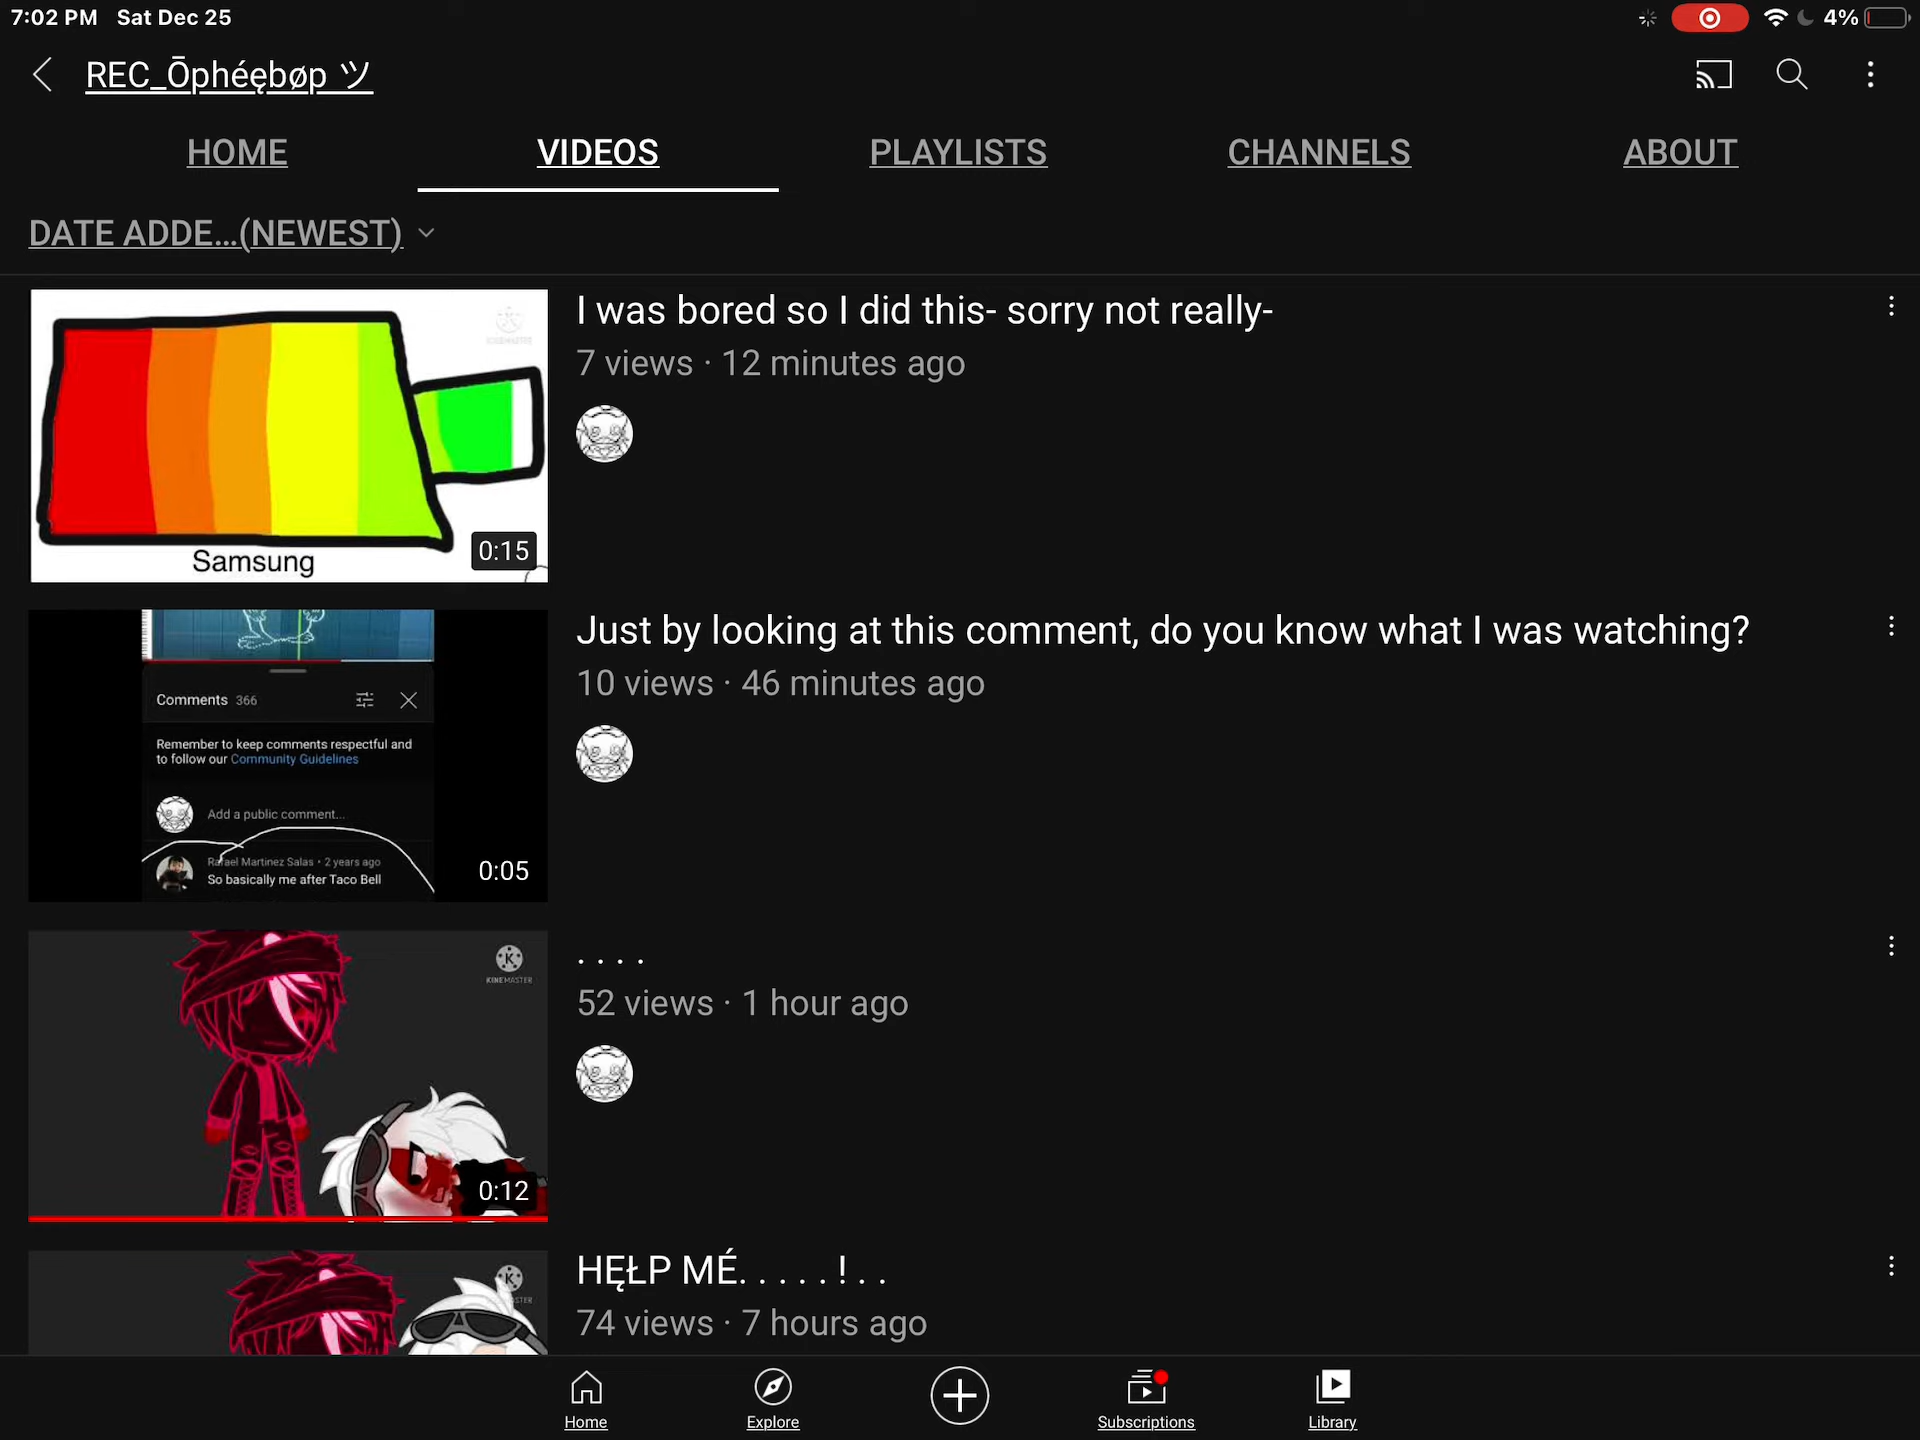 7:02 PM Sat Dec 25
4%
REC_Ōphéębøp ツ
HOME VIDEOS PLAYLISTS CHANNELS ABOUT
DATE ADDE...(NEWEST)
I was bored so I did this- sorry not really-
7 views · 12 minutes ago
Samsung
0:15
Just by looking at this comment, do you know what I was watching?
10 views · 46 minutes ago
Comments 366
Remember to keep comments respectful and
to follow our Community Guidelines
Add a public comment...
Rafael Martinez Salas • 2 years ago
So basically me after Taco Bell
0:05
. . . .
52 views · 1 hour ago
KINEMASTER
0:12
HĘŁP MÉ. . . . . ! . .
74 views · 7 hours ago
Home Explore Subscriptions Library